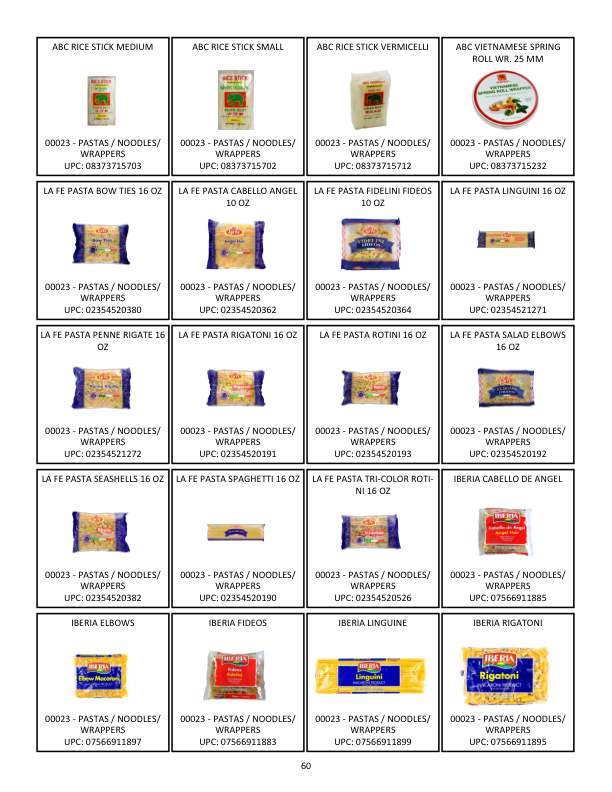 ABC RICE STICK MEDIUM
00023 - PASTAS / NOODLES/
WRAPPERS
UPC: 08373715703
ABC RICE STICK SMALL
00023 - PASTAS / NOODLES/
WRAPPERS
UPC: 08373715702
ABC RICE STICK VERMICELLI
00023 - PASTAS / NOODLES/
WRAPPERS
UPC: 08373715712
ABC VIETNAMESE SPRING
ROLL WR. 25 MM
VIETNAMESE
SPRING ROLL WRAPPER
00023 - PASTAS / NOODLES/
WRAPPERS
UPC: 08373715232
LA FE PASTA BOW TIES 16 OZ
Bow Ties
00023 - PASTAS / NOODLES/
WRAPPERS
UPC: 02354520380
LA FE PASTA CABELLO ANGEL
10 OZ
Angel Hair
00023 - PASTAS / NOODLES/
WRAPPERS
UPC: 02354520362
LA FE PASTA FIDELINI FIDEOS
10 OZ
FIDELINI
FIDEOS
00023 - PASTAS / NOODLES/
WRAPPERS
UPC: 02354520364
LA FE PASTA LINGUINI 16 OZ
00023 - PASTAS / NOODLES/
WRAPPERS
UPC: 02354521271
LA FE PASTA PENNE RIGATE 16
OZ
00023 - PASTAS / NOODLES/
WRAPPERS
UPC: 02354521272
LA FE PASTA RIGATONI 16 OZ
00023 - PASTAS / NOODLES/
WRAPPERS
UPC: 02354520191
LA FE PASTA ROTINI 16 OZ
00023 - PASTAS / NOODLES/
WRAPPERS
UPC: 02354520193
LA FE PASTA SALAD ELBOWS
16 OZ
00023 - PASTAS / NOODLES/
WRAPPERS
UPC: 02354520192
LA FE PASTA SEASHELLS 16 OZ
00023 - PASTAS / NOODLES/
WRAPPERS
UPC: 02354520382
LA FE PASTA SPAGHETTI 16 OZ
00023 - PASTAS / NOODLES/
WRAPPERS
UPC: 02354520190
LA FE PASTA TRI-COLOR ROTI-
NI 16 OZ
00023 - PASTAS / NOODLES/
WRAPPERS
UPC: 02354520526
IBERIA CABELLO DE ANGEL
IBERIA
Cabello de Angel
Angel Hair
00023 - PASTAS / NOODLES/
WRAPPERS
UPC: 07566911885
IBERIA ELBOWS
IBERIA
Elbow Macaroni
00023 - PASTAS / NOODLES/
WRAPPERS
UPC: 07566911897
IBERIA FIDEOS
IBERIA
Fideos
00023 - PASTAS / NOODLES/
WRAPPERS
UPC: 07566911883
IBERIA LINGUINE
IBERIA
Linguini
MACARONI PRODUCT
00023 - PASTAS / NOODLES/
WRAPPERS
UPC: 07566911899
IBERIA RIGATONI
IBERIA
Rigatoni
MACARONI PRODUCT
00023 - PASTAS / NOODLES/
WRAPPERS
UPC: 07566911895
60